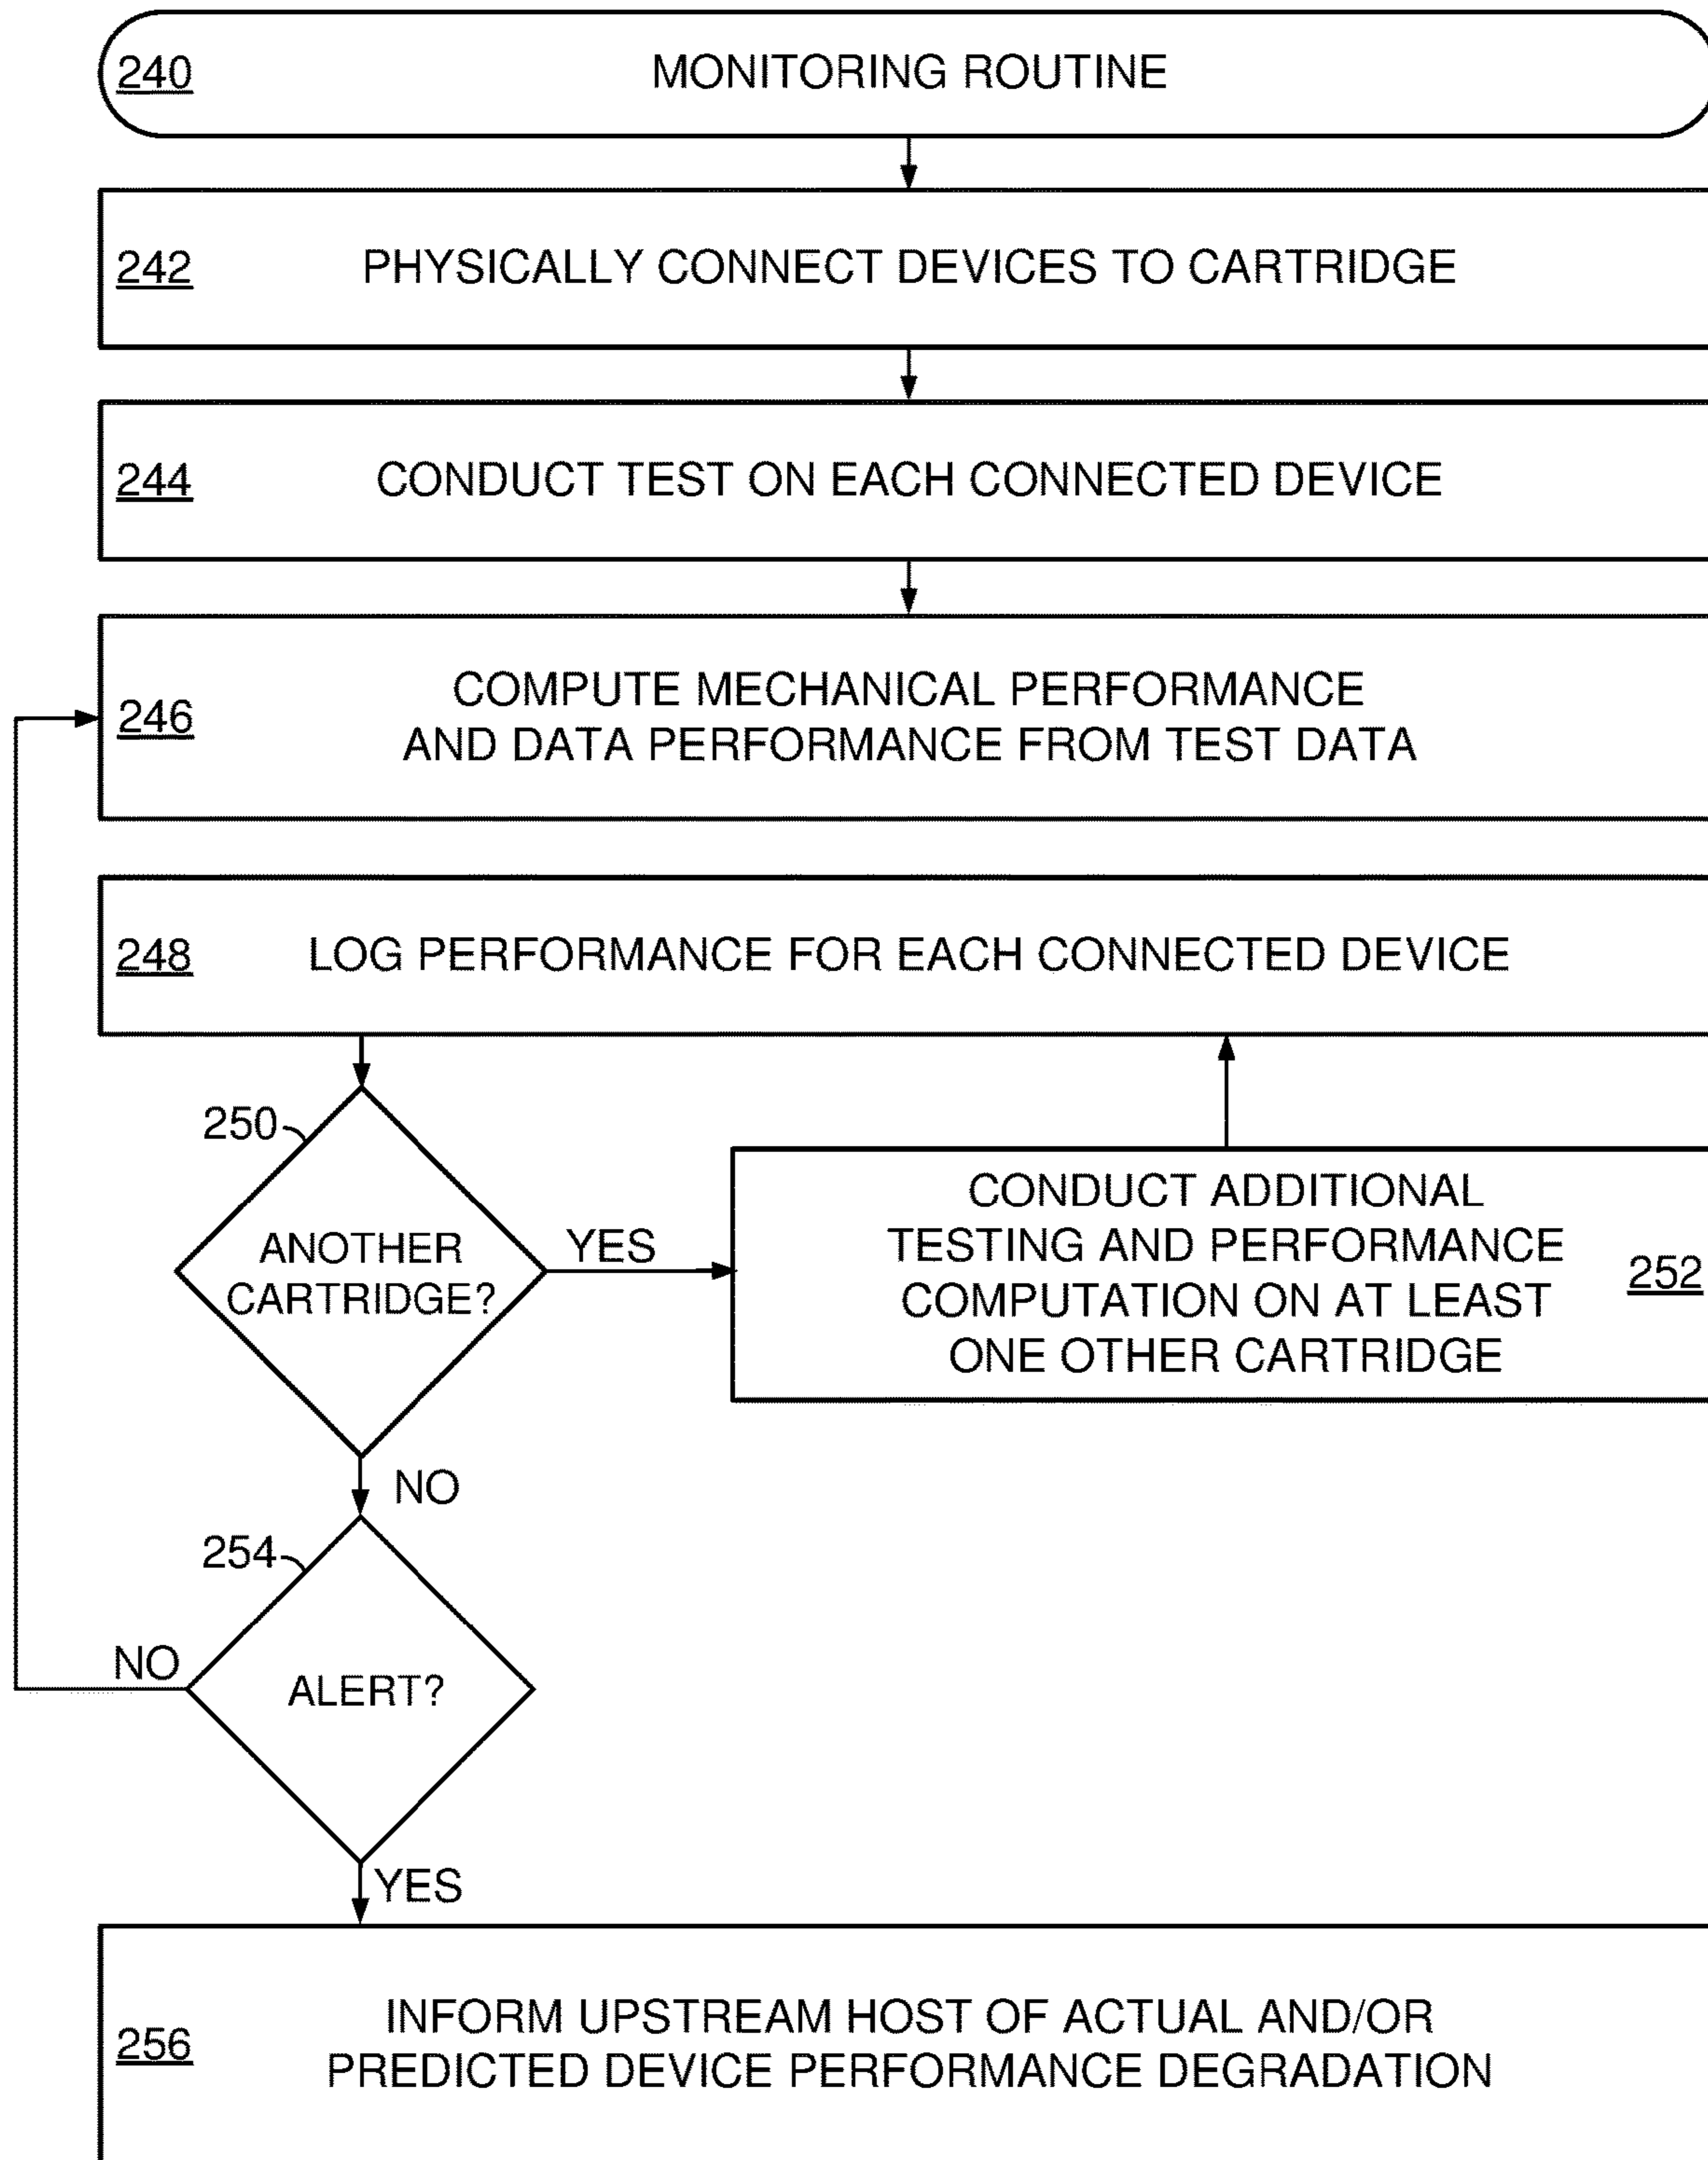 240 MONITORING ROUTINE
242 PHYSICALLY CONNECT DEVICES TO CARTRIDGE
244 CONDUCT TEST ON EACH CONNECTED DEVICE
246 COMPUTE MECHANICAL PERFORMANCE
AND DATA PERFORMANCE FROM TEST DATA
248 LOG PERFORMANCE FOR EACH CONNECTED DEVICE
250
ANOTHER
CARTRIDGE?
YES
CONDUCT ADDITIONAL
TESTING AND PERFORMANCE
COMPUTATION ON AT LEAST
ONE OTHER CARTRIDGE
252
NO
254
ALERT?
NO
YES
256 INFORM UPSTREAM HOST OF ACTUAL AND/OR
PREDICTED DEVICE PERFORMANCE DEGRADATION